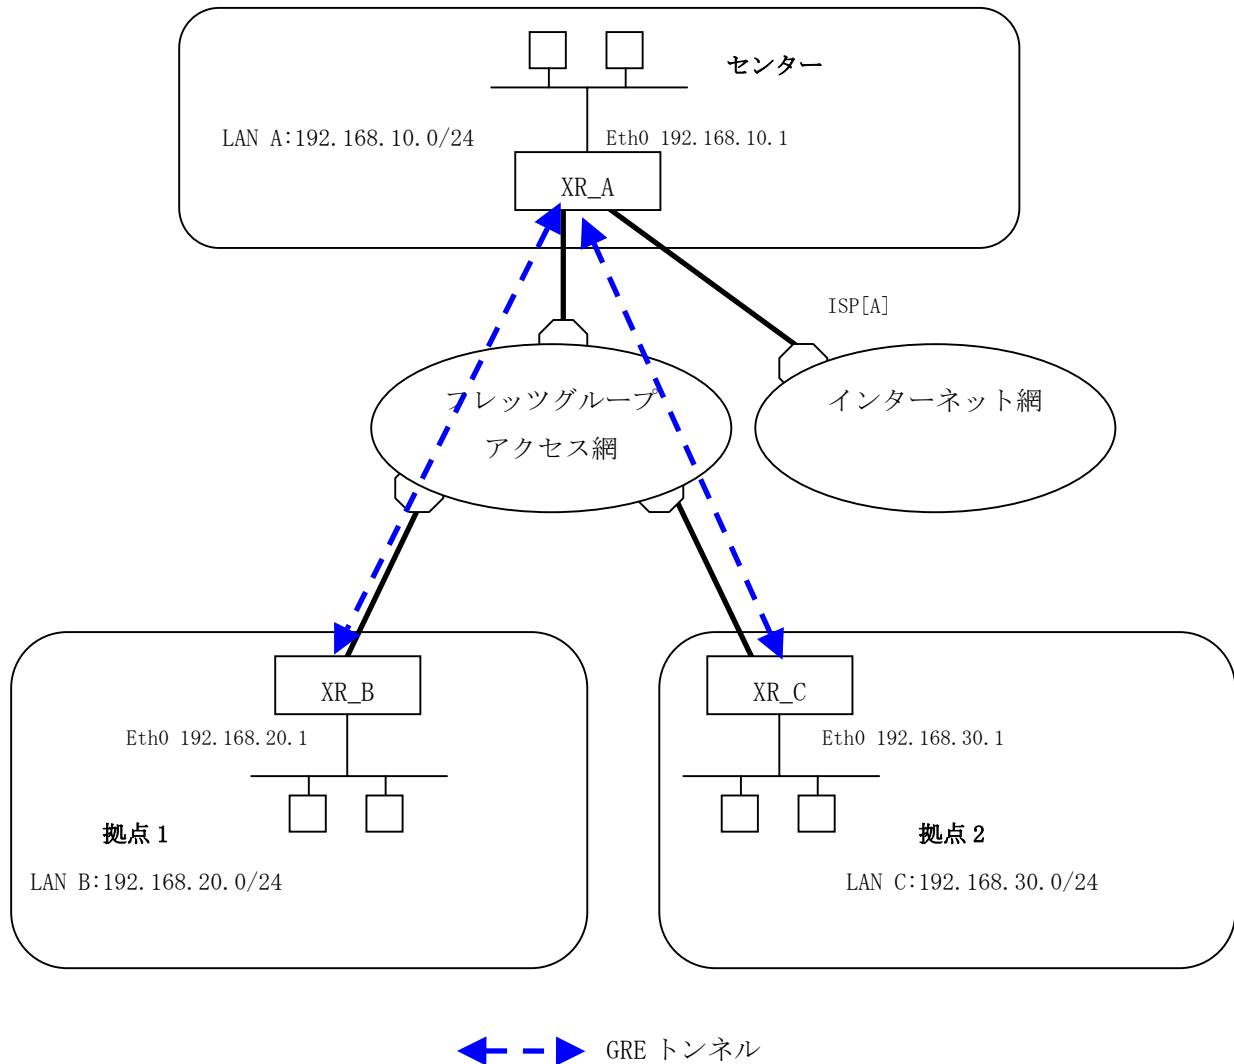 センター
LAN A:192.168.10.0/24
Eth0 192.168.10.1
XR_A
ISP[A]
フレッツグループ
アクセス網
インターネット網
XR_B
XR_C
Eth0 192.168.20.1
Eth0 192.168.30.1
拠点 1
拠点 2
LAN B:192.168.20.0/24
LAN C:192.168.30.0/24
GRE トンネル